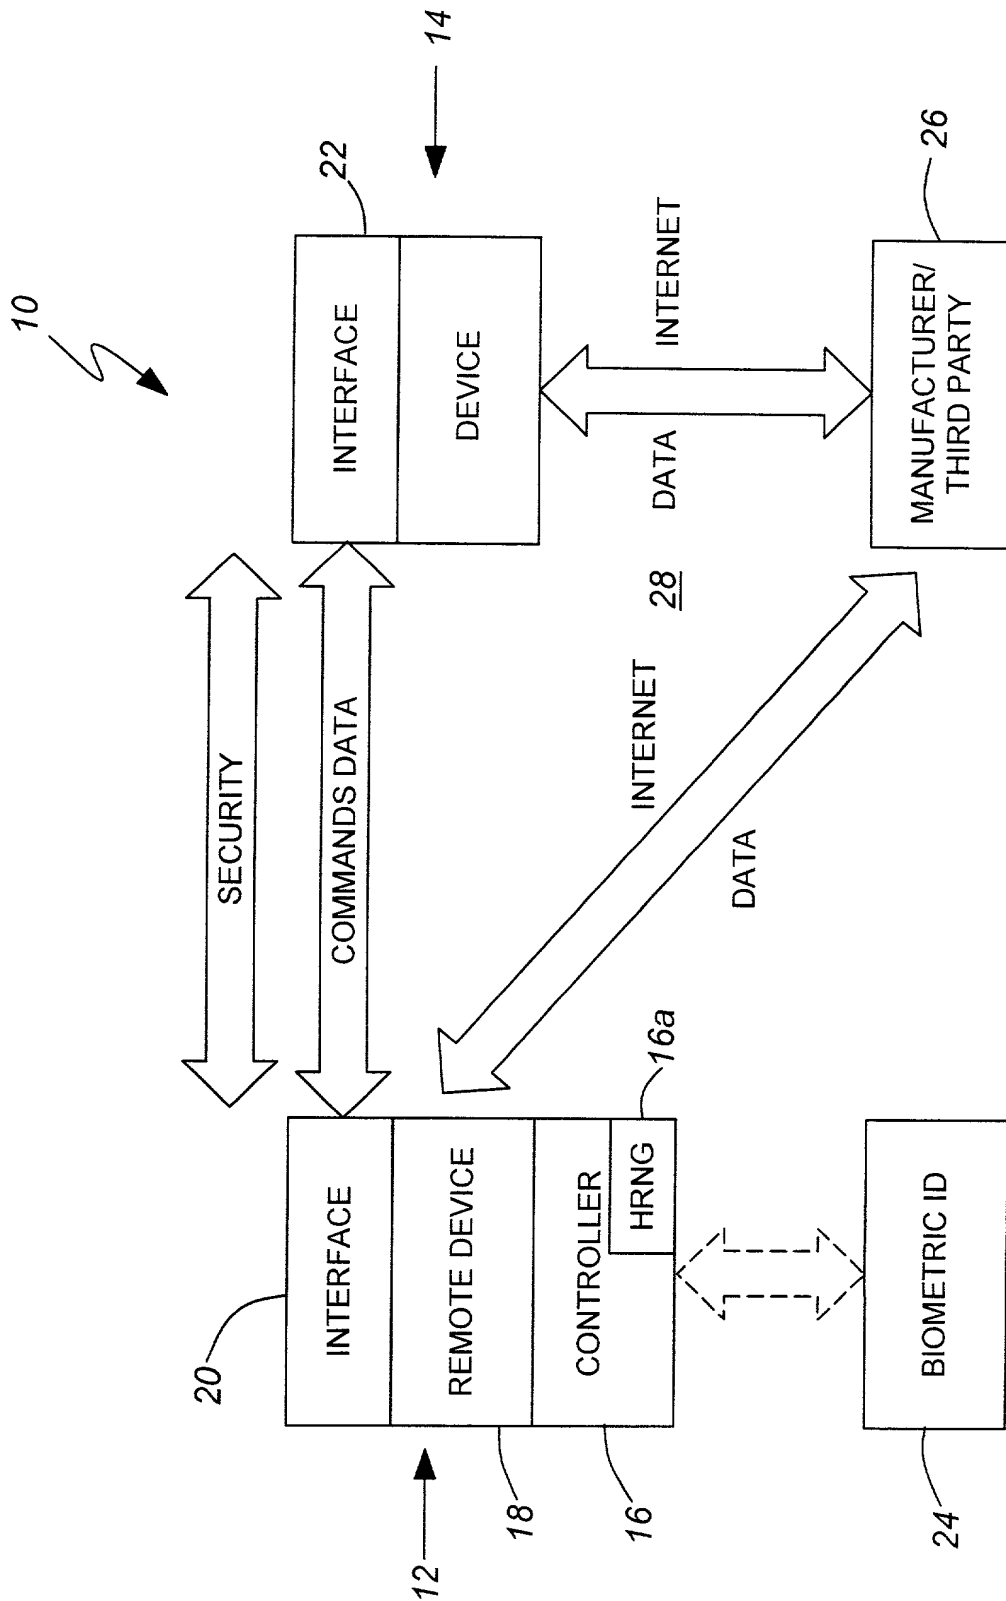 10
SECURITY
COMMANDS DATA
20
INTERFACE
12
REMOTE DEVICE
18
CONTROLLER
16
HRNG
16a
22
INTERFACE
14
DEVICE
INTERNET
DATA
28
DATA
INTERNET
24
BIOMETRIC ID
26
MANUFACTURER/
THIRD PARTY